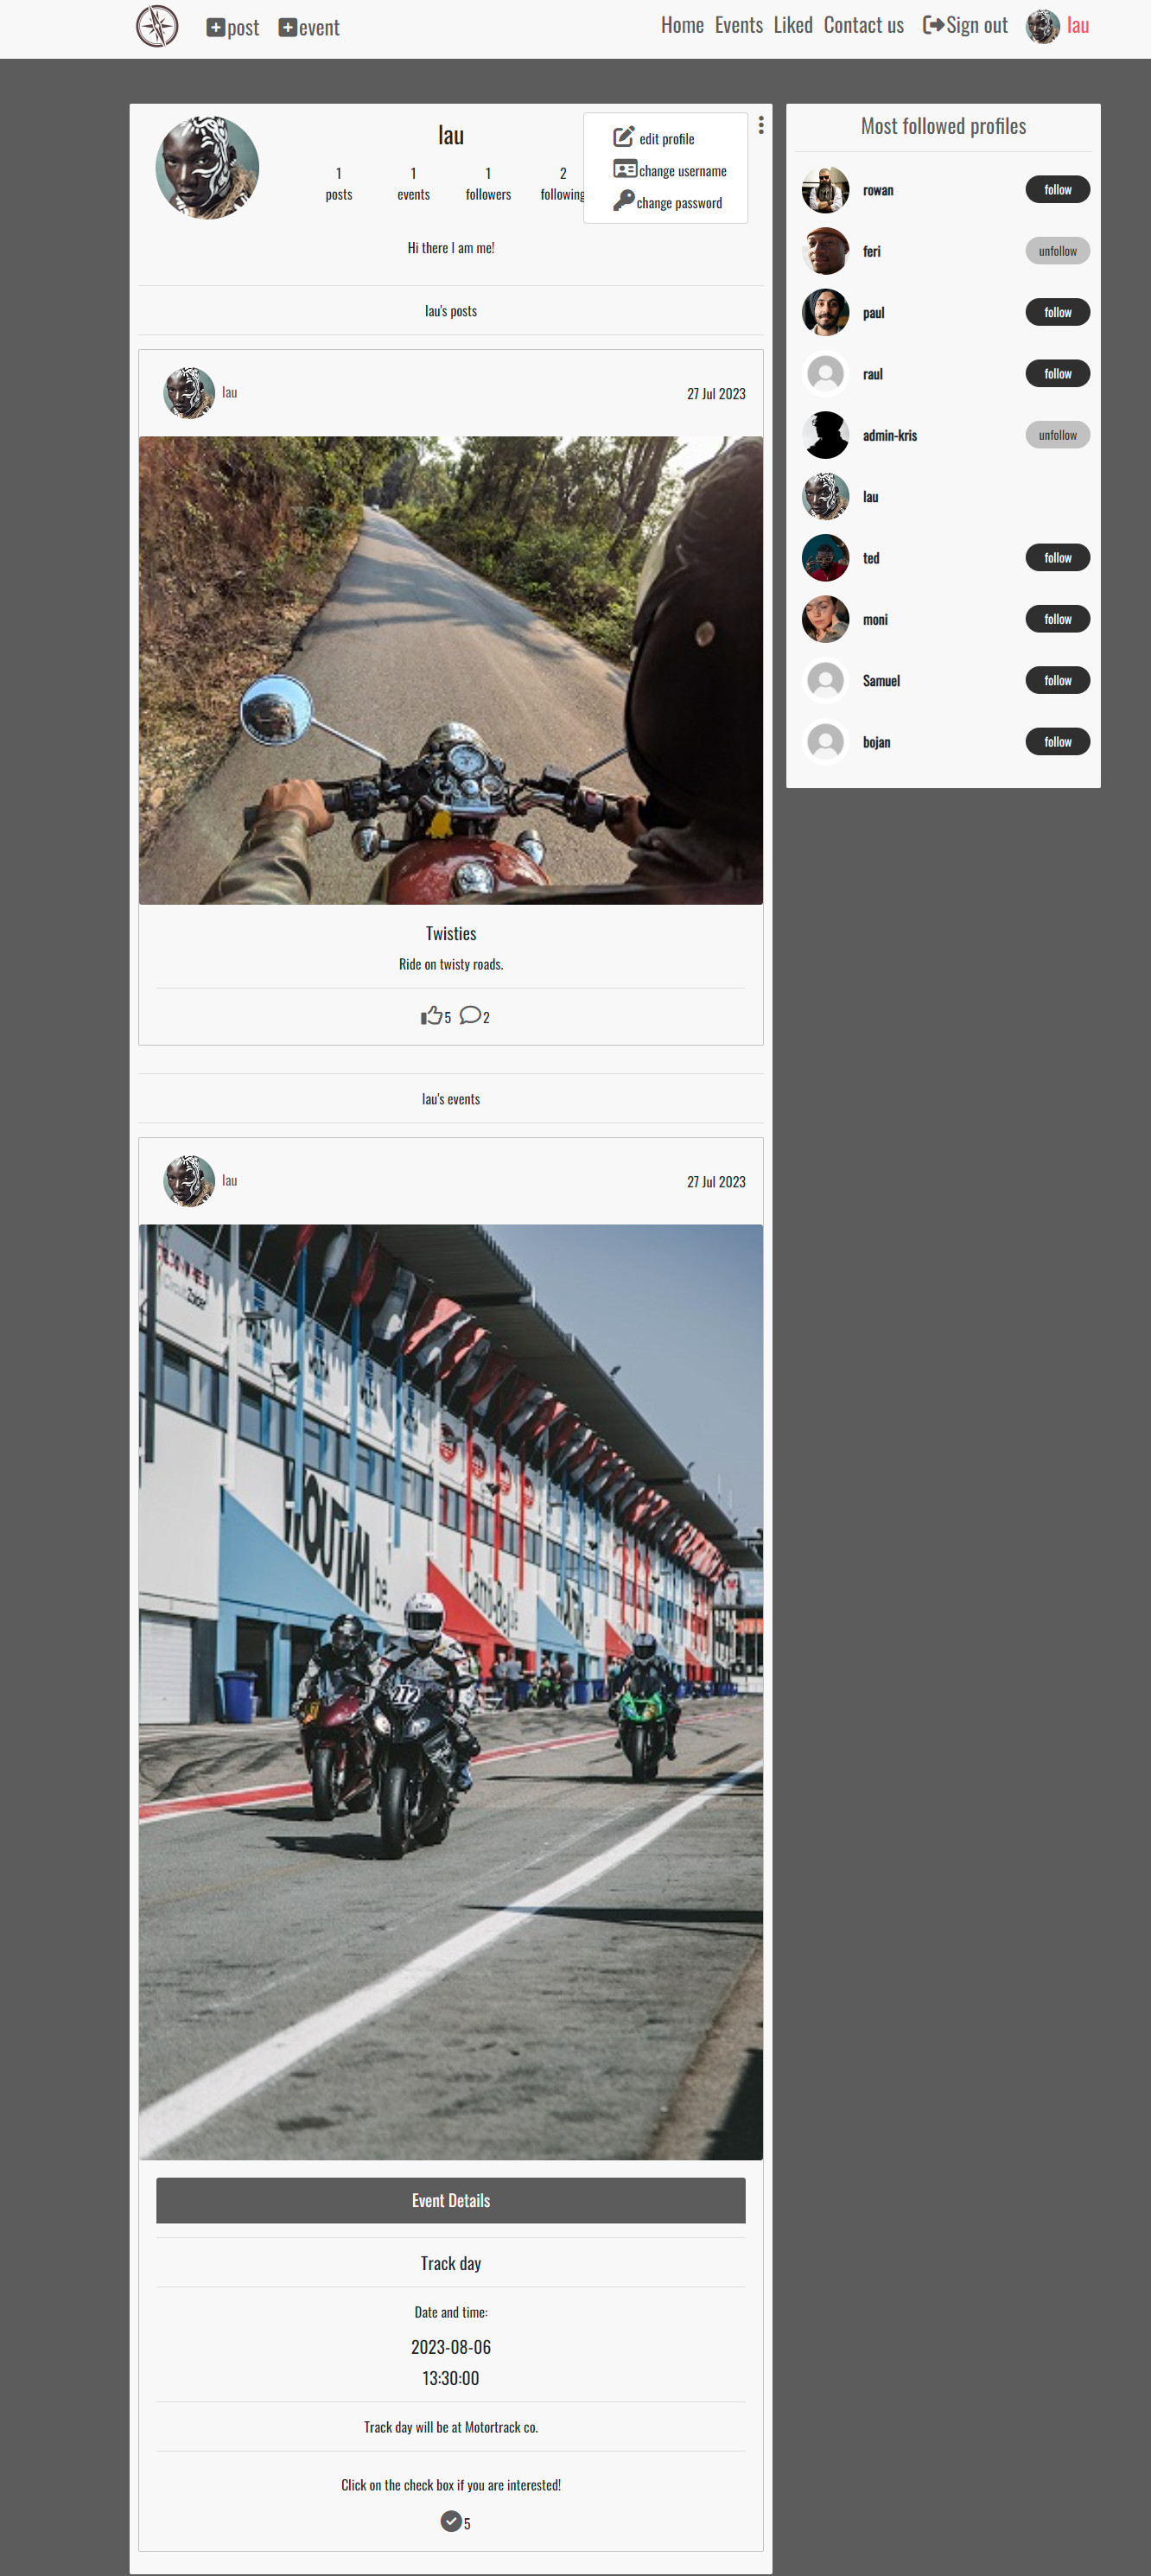 post event Home Events Liked Contact us Sign out lau
lau
1 1 1 2
posts events followers following
edit profile
change username
change password
Hi there I am me!
lau's posts
lau 27 Jul 2023
Twisties
Ride on twisty roads.
5 2
lau's events
lau 27 Jul 2023
272
Event Details
Track day
Date and time:
2023-08-06
13:30:00
Track day will be at Motortrack co.
Click on the check box if you are interested!
5
Most followed profiles
rowan follow
feri unfollow
paul follow
raul follow
admin-kris unfollow
lau
ted follow
moni follow
Samuel follow
bojan follow